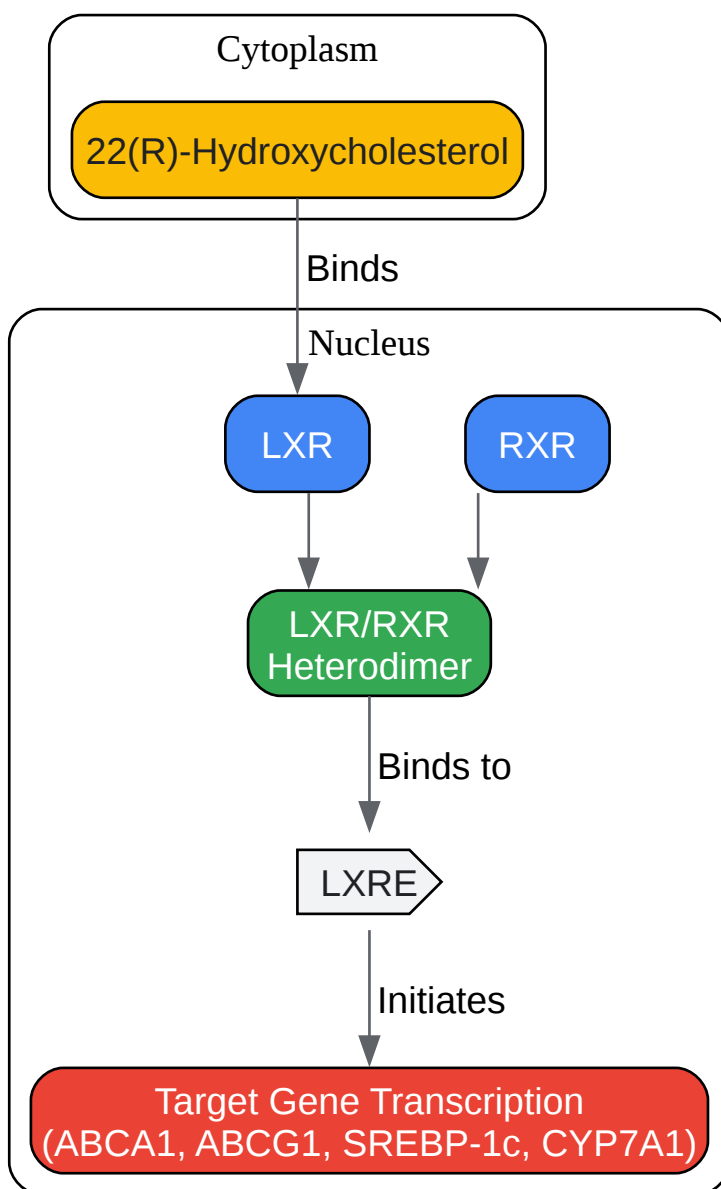 Cytoplasm
22(R)-Hydroxycholesterol
Binds
Nucleus
LXR
RXR
LXR/RXR
Heterodimer
Binds to
LXRE
Initiates
Target Gene Transcription
(ABCA1, ABCG1, SREBP-1c, CYP7A1)